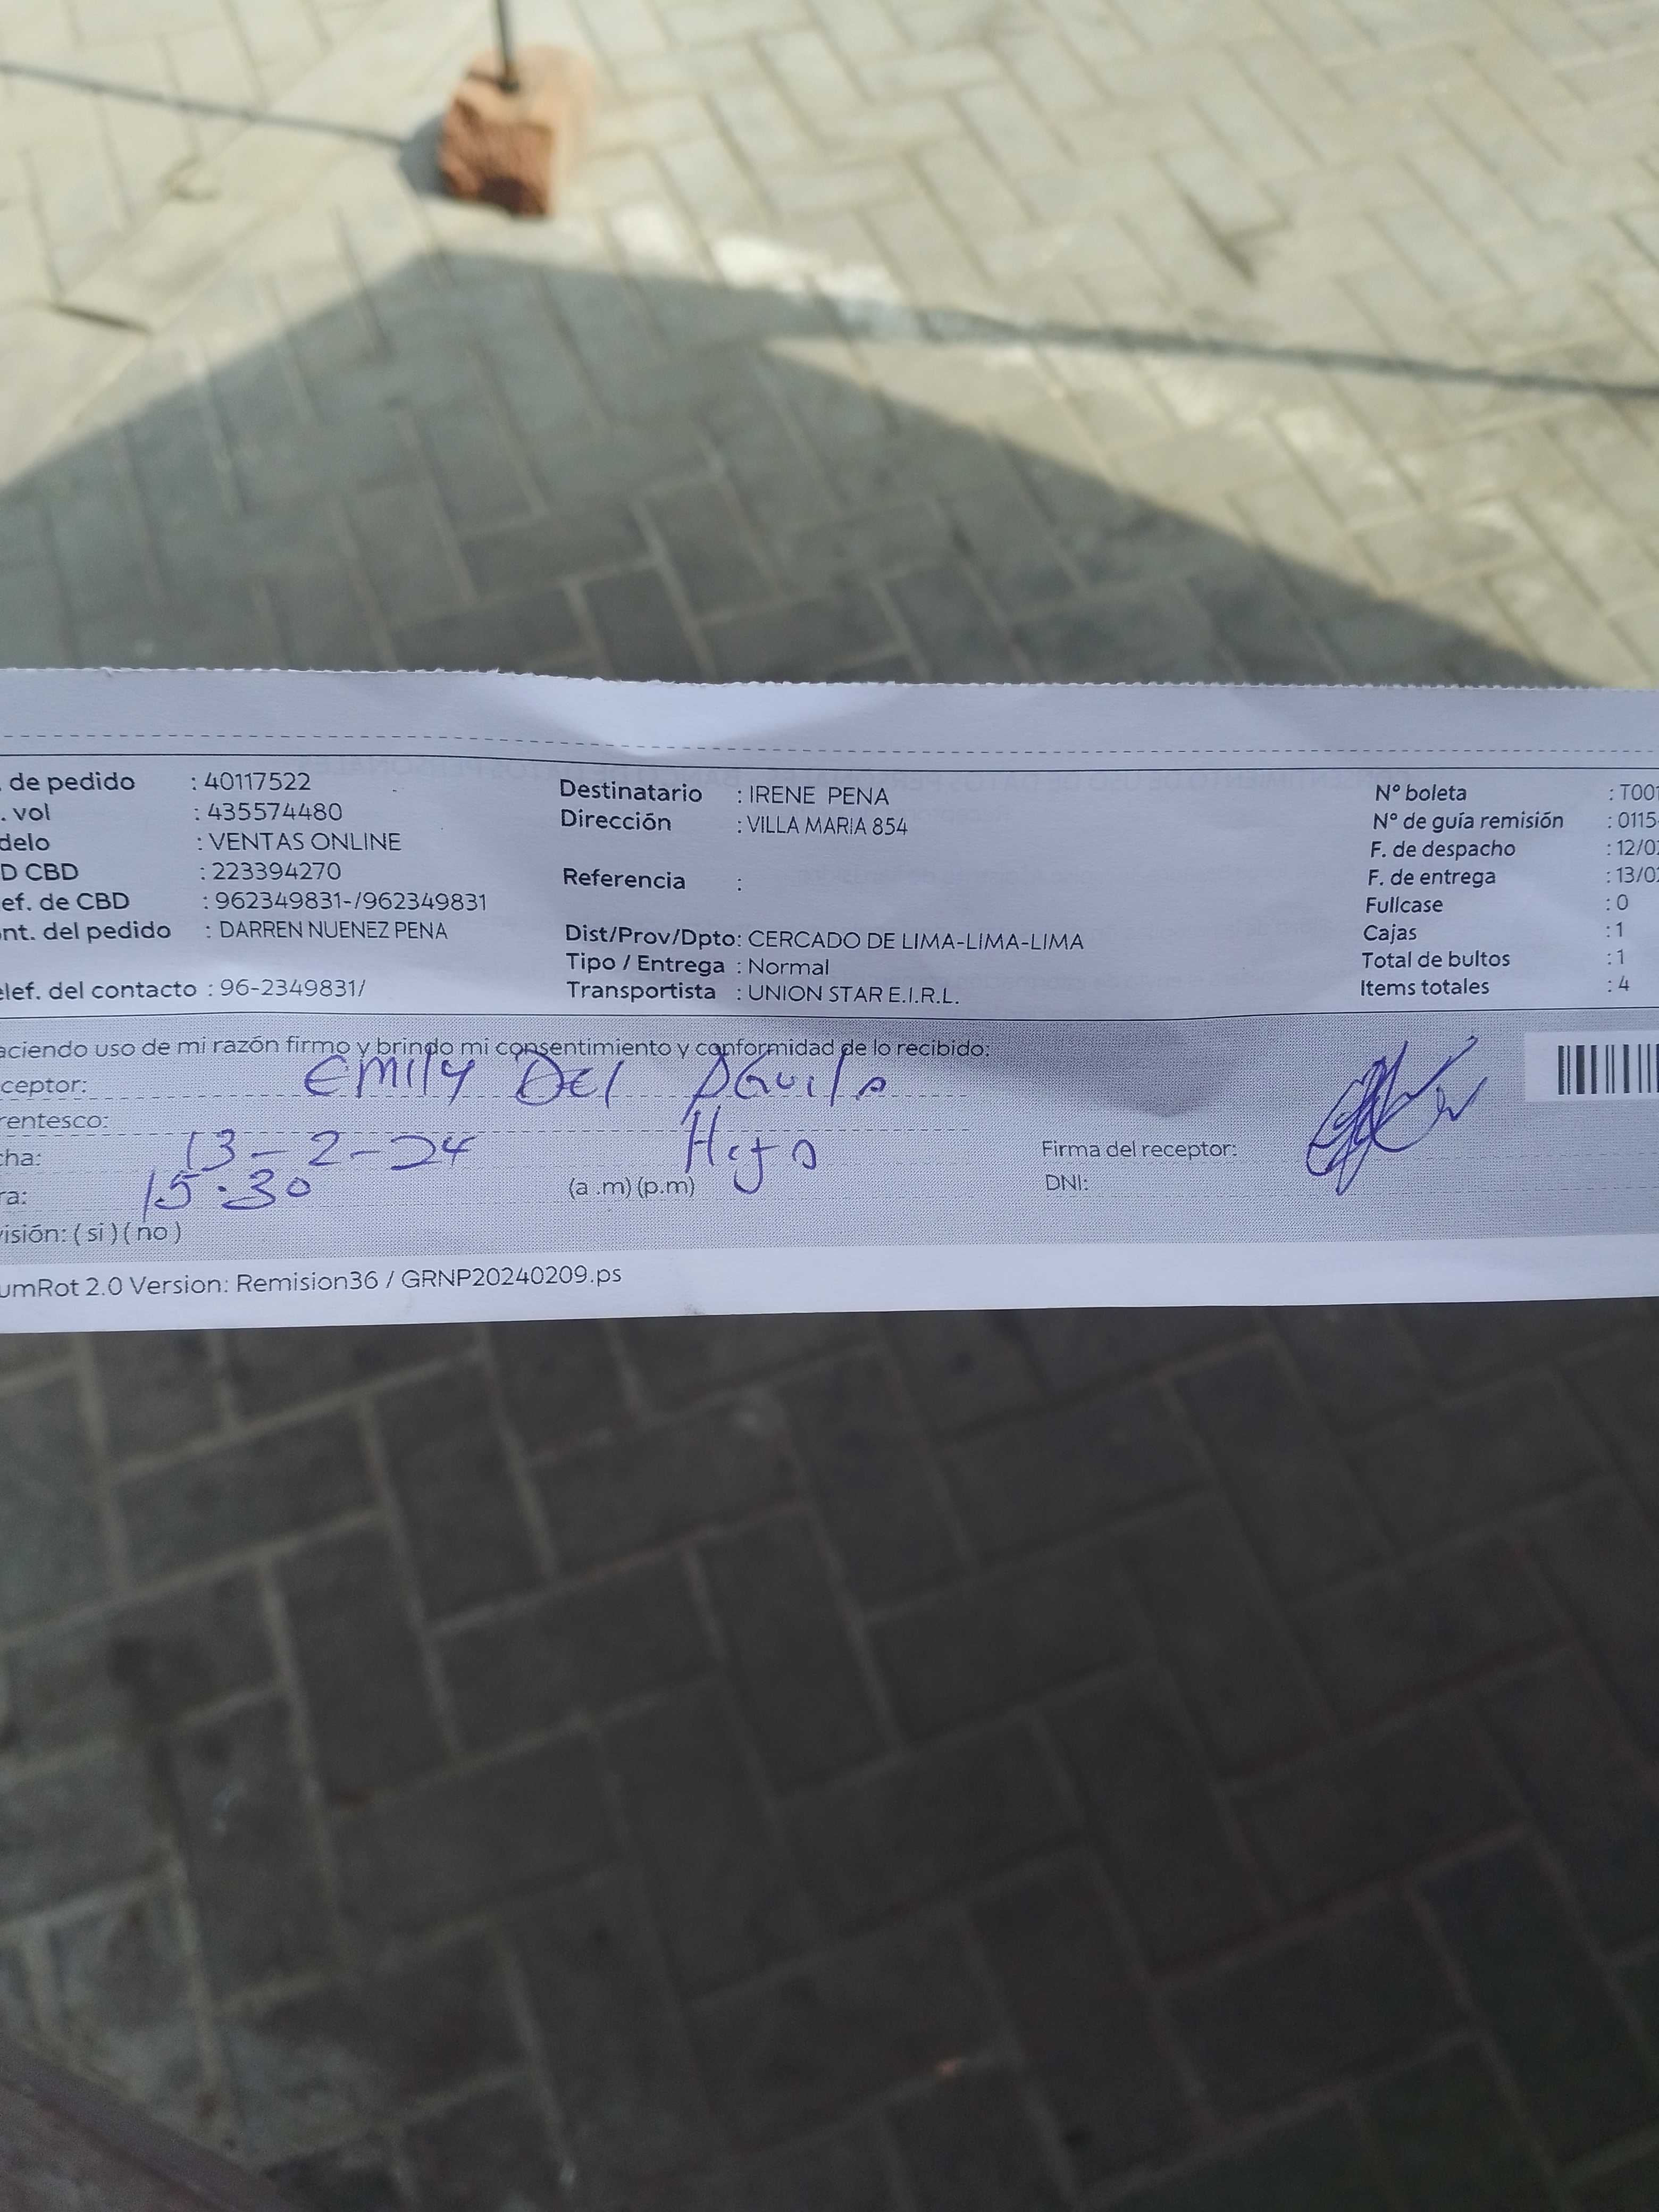 . de pedido : 40117522
. vol : 435574480
delo : VENTAS ONLINE
D CBD : 223394270
ef. de CBD : 962349831-/962349831
nt. del pedido : DARREN NUENEZ PENA
elef. del contacto : 96-2349831/
Destinatario : IRENE PENA
Dirección : VILLA MARIA 854
Referencia :
Dist/Prov/Dpto: CERCADO DE LIMA-LIMA-LIMA
Tipo / Entrega : Normal
Transportista : UNION STAR E.I.R.L.
Nº boleta : T001
Nº de guía remisión : 0115
F. de despacho : 12/0
F. de entrega : 13/0
Fullcase : 0
Cajas : 1
Total de bultos : 1
Items totales : 4
aciendo uso de mi razón firmo y brindo mi consentimiento y conformidad de lo recibido:
ceptor: Emily Del Aguila
rentesco: Hijo
cha: 13-2-24
ra: 15.30 (a .m) (p.m)
Firma del receptor:
DNI:
isión: ( si ) ( no )
umRot 2.0 Version: Remision36 / GRNP20240209.ps